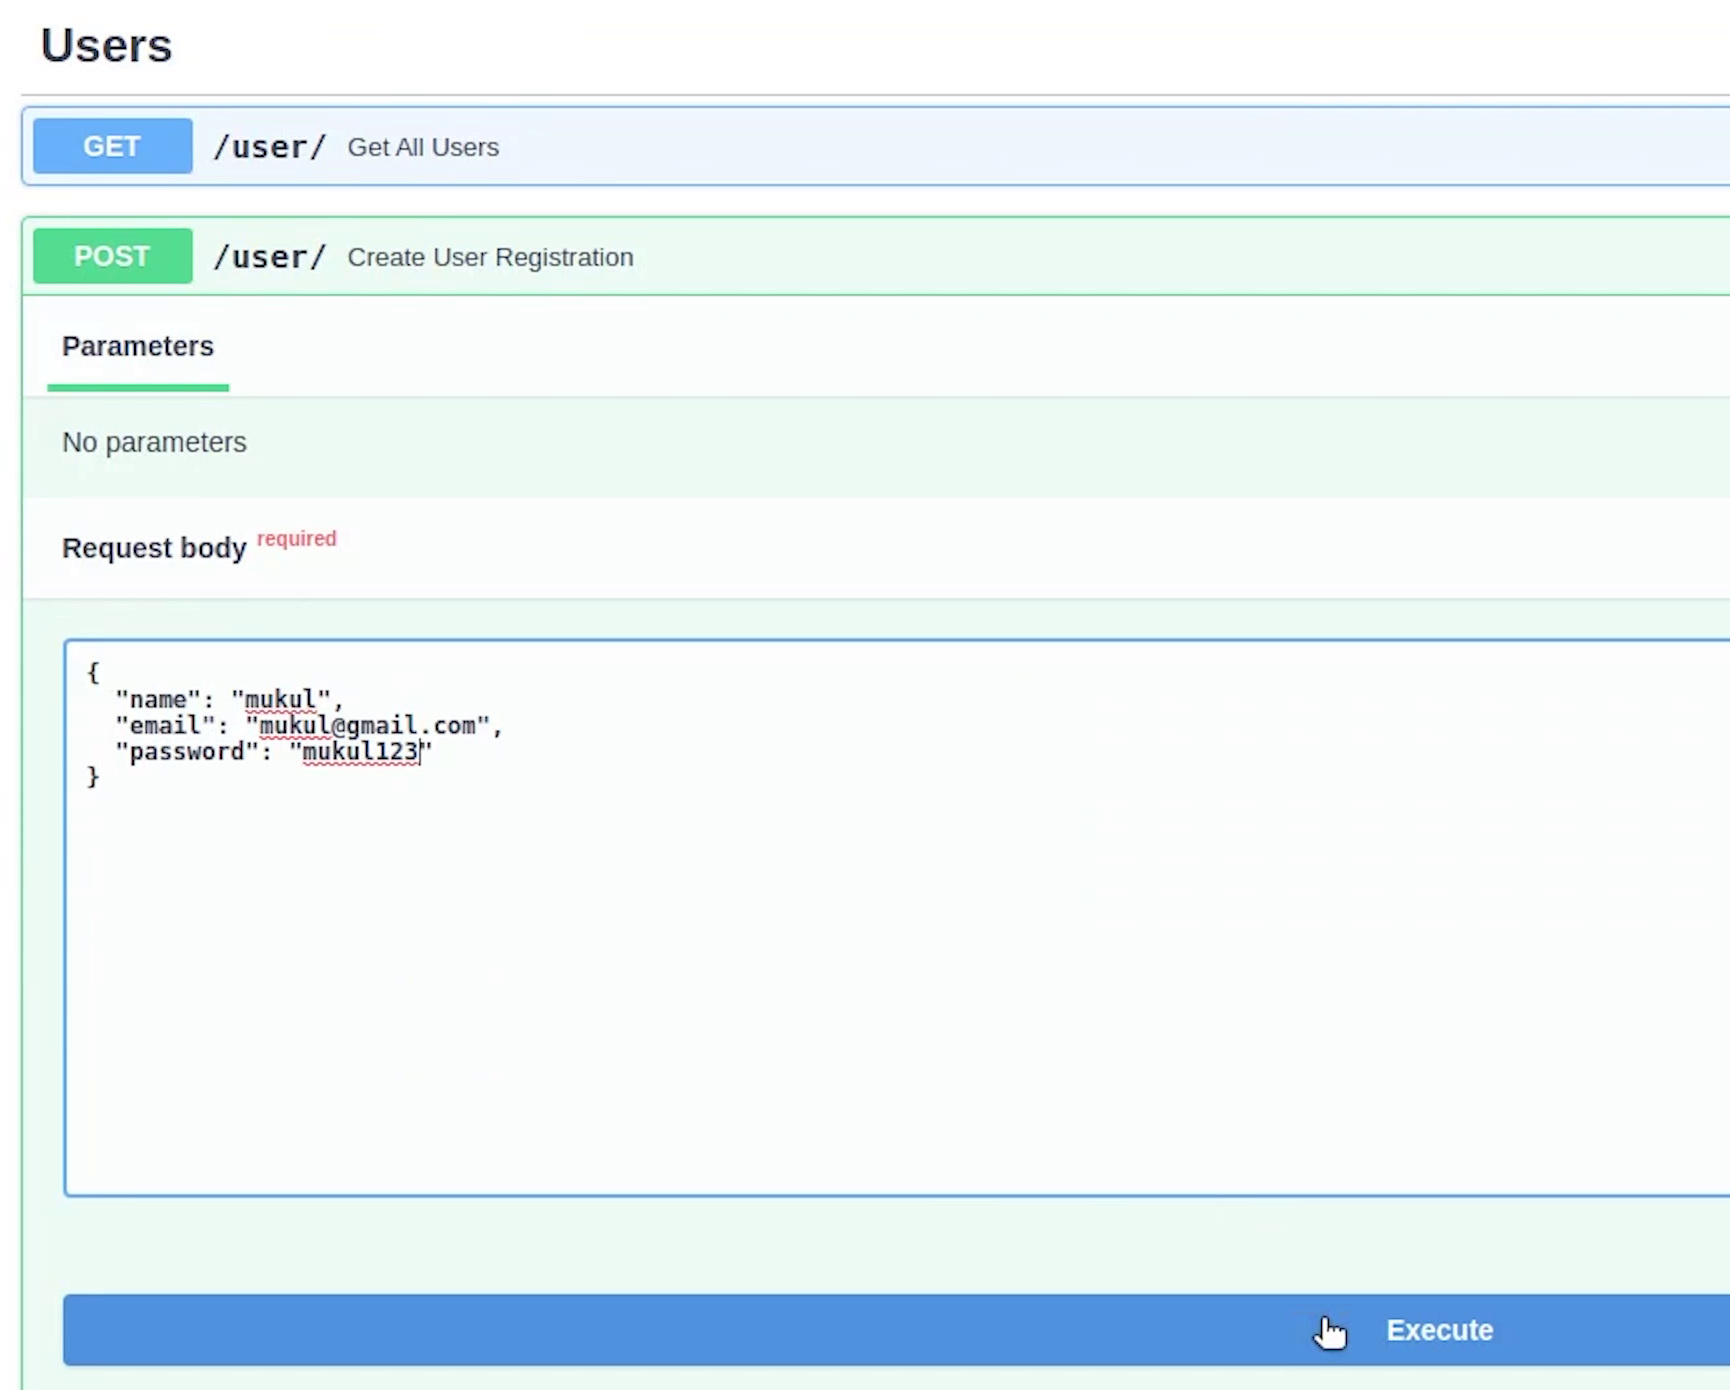 Users
GET /user/ Get All Users
POST /user/ Create User Registration
Parameters
No parameters
Request body required
{
  "name": "mukul",
  "email": "mukul@gmail.com",
  "password": "mukul123"
}
Execute